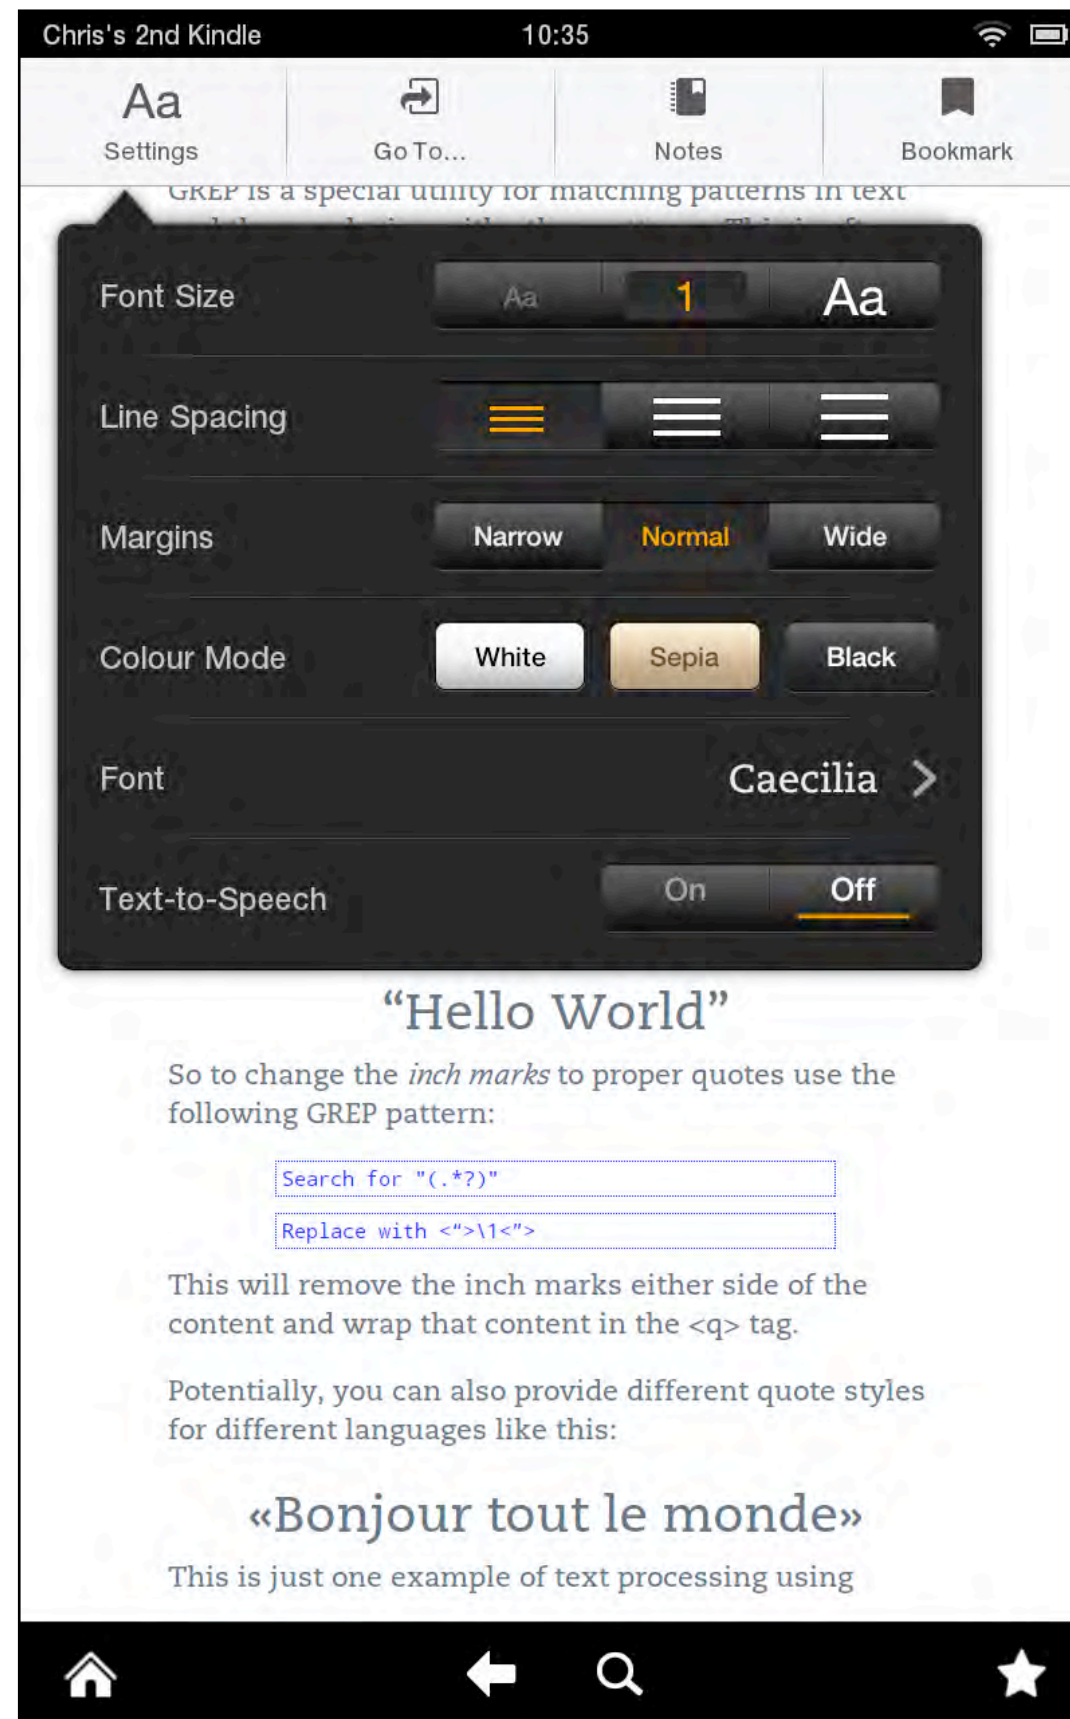 Chris's 2nd Kindle 10:35
Aa
Settings Go To... Notes Bookmark
GREP is a special utility for matching patterns in text
Font Size Aa 1 Aa
Line Spacing
Margins Narrow Normal Wide
Colour Mode White Sepia Black
Font Caecilia
Text-to-Speech On Off
“Hello World”
So to change the inch marks to proper quotes use the
following GREP pattern:
Search for "(.*?)"
Replace with <“>\1<”>
This will remove the inch marks either side of the
content and wrap that content in the <q> tag.
Potentially, you can also provide different quote styles
for different languages like this:
«Bonjour tout le monde»
This is just one example of text processing using